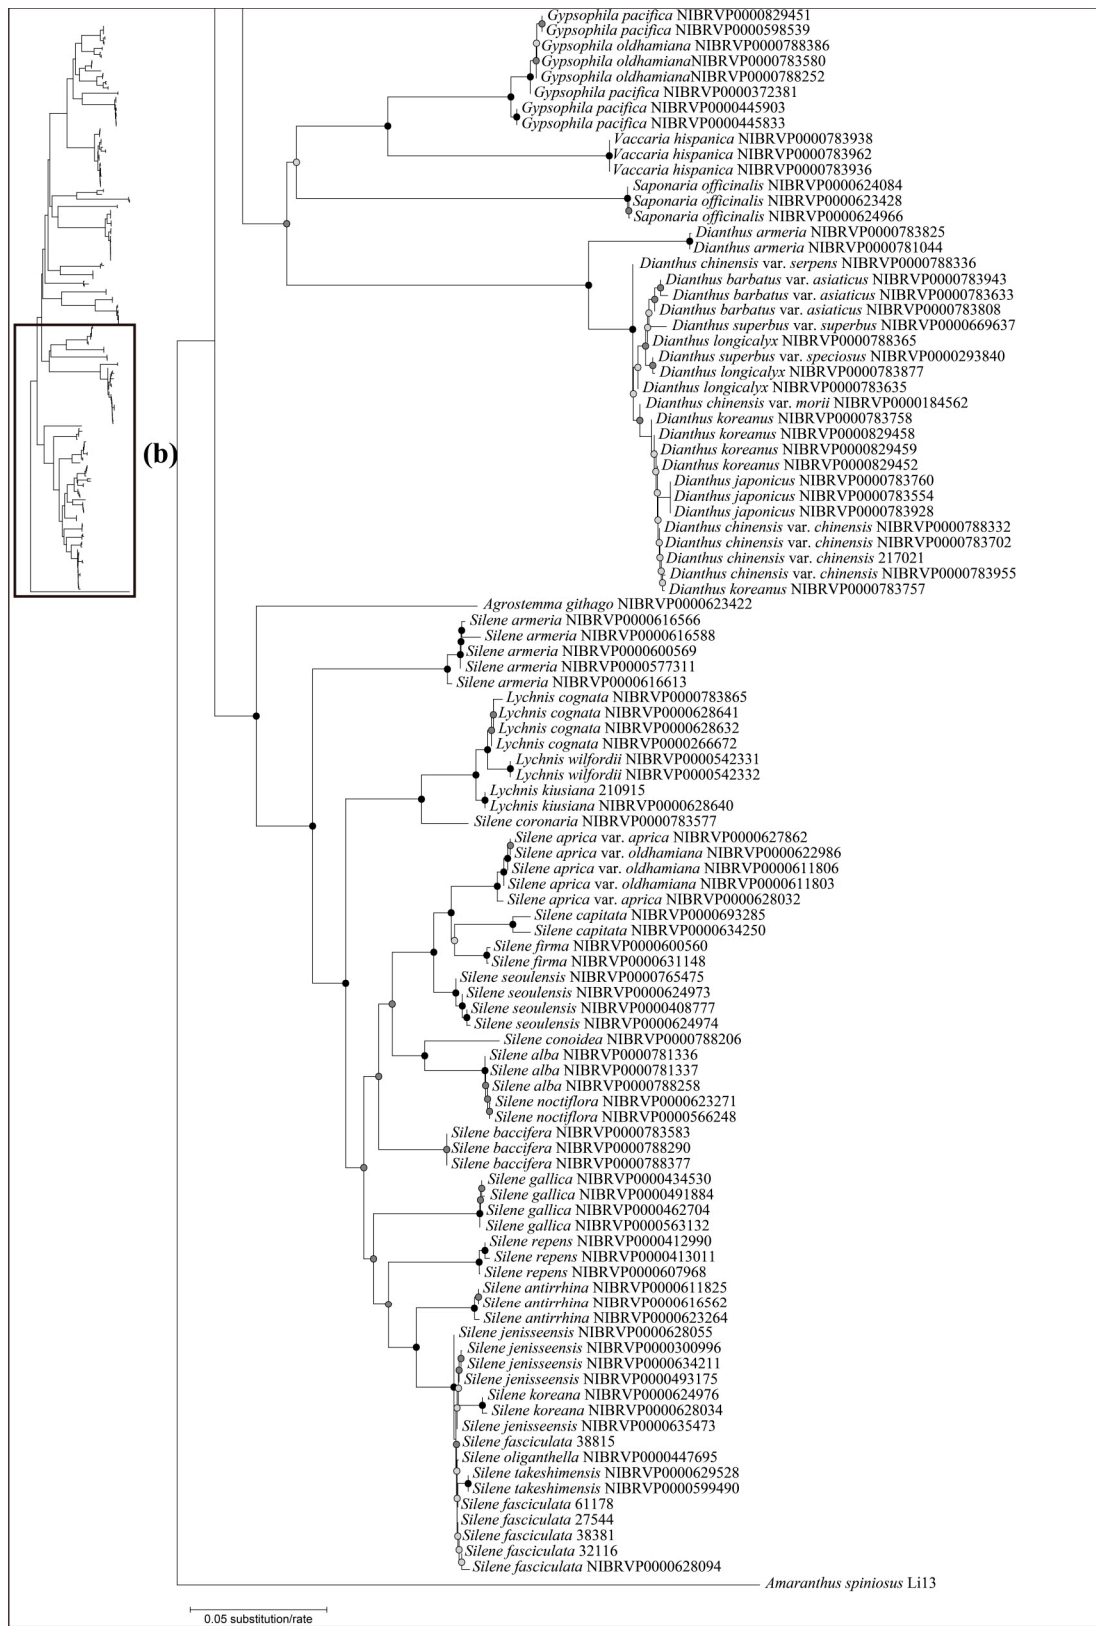 Gypsophila pacifica NIBRVP0000829451
Gypsophila pacifica NIBRVP0000598539
Gypsophila oldhamiana NIBRVP0000788386
Gypsophila oldhamianaNIBRVP0000783580
Gypsophila oldhamiana NIBRVP0000788252
Gypsophila pacifica NIBRVP0000372381
Gypsophila pacifica NIBRVP0000445903
Gypsophila pacifica NIBRVP0000445833
Vaccaria hispanica NIBRVP0000783938
Vaccaria hispanica NIBRVP0000783962
Vaccaria hispanica NIBRVP0000783936
Saponaria officinalis NIBRVP0000624084
Saponaria officinalis NIBRVP0000623428
Saponaria officinalis NIBRVP0000624966
Dianthus armeria NIBRVP0000783825
Dianthus armeria NIBRVP0000781044
Dianthus chinensis var. serpens NIBRVP0000788336
Dianthus barbatus var. asiaticus NIBRVP0000783943
Dianthus barbatus var. asiaticus NIBRVP0000783633
Dianthus barbatus var. asiaticus NIBRVP0000783808
Dianthus superbus var. superbus NIBRVP0000669637
Dianthus longicalyx NIBRVP0000788365
Dianthus superbus var. speciosus NIBRVP0000293840
Dianthus longicalyx NIBRVP0000783877
Dianthus longicalyx NIBRVP0000783635
Dianthus chinensis var. morii NIBRVP0000184562
Dianthus koreanus NIBRVP0000783758
Dianthus koreanus NIBRVP0000829458
Dianthus koreanus NIBRVP0000829459
(b)
Dianthus koreanus NIBRVP0000829452
Dianthus japonicus NIBRVP0000783760
Dianthus japonicus NIBRVP0000783554
Dianthus japonicus NIBRVP0000783928
Dianthus chinensis var. chinensis NIBRVP0000788332
Dianthus chinensis var. chinensis NIBRVP0000783702
Dianthus chinensis var. chinensis 217021
Dianthus chinensis var. chinensis NIBRVP0000783955
Dianthus koreanus NIBRVP0000783757
Agrostemma githago NIBRVP0000623422
Silene armeria NIBRVP0000616566
Silene armeria NIBRVP0000616588
Silene armeria NIBRVP0000600569
Silene armeria NIBRVP0000577311
Silene armeria NIBRVP0000616613
Lychnis cognata NIBRVP0000783865
Lychnis cognata NIBRVP0000628641
Lychnis cognata NIBRVP0000628632
Lychnis cognata NIBRVP0000266672
Lychnis wilfordii NIBRVP0000542331
Lychnis wilfordii NIBRVP0000542332
Lychnis kiusiana 210915
Lychnis kiusiana NIBRVP0000628640
Silene coronaria NIBRVP0000783577
Silene aprica var. aprica NIBRVP0000627862
Silene aprica var. oldhamiana NIBRVP0000622986
Silene aprica var. oldhamiana NIBRVP0000611806
Silene aprica var. oldhamiana NIBRVP0000611803
Silene aprica var. aprica NIBRVP0000628032
Silene capitata NIBRVP0000693285
Silene capitata NIBRVP0000634250
Silene firma NIBRVP0000600560
Silene firma NIBRVP0000631148
Silene seoulensis NIBRVP0000765475
Silene seoulensis NIBRVP0000624973
Silene seoulensis NIBRVP0000408777
Silene seoulensis NIBRVP0000624974
Silene conoidea NIBRVP0000788206
Silene alba NIBRVP0000781336
Silene alba NIBRVP0000781337
Silene alba NIBRVP0000788258
Silene noctiflora NIBRVP0000623271
Silene noctiflora NIBRVP0000566248
Silene baccifera NIBRVP0000783583
Silene baccifera NIBRVP0000788290
Silene baccifera NIBRVP0000788377
Silene gallica NIBRVP0000434530
Silene gallica NIBRVP0000491884
Silene gallica NIBRVP0000462704
Silene gallica NIBRVP0000563132
Silene repens NIBRVP0000412990
Silene repens NIBRVP0000413011
Silene repens NIBRVP0000607968
Silene antirrhina NIBRVP0000611825
Silene antirrhina NIBRVP0000616562
Silene antirrhina NIBRVP0000623264
Silene jenisseensis NIBRVP0000628055
Silene jenisseensis NIBRVP0000300996
Silene jenisseensis NIBRVP0000634211
Silene jenisseensis NIBRVP0000493175
Silene koreana NIBRVP0000624976
Silene koreana NIBRVP0000628034
Silene jenisseensis NIBRVP0000635473
Silene fasciculata 38815
Silene oliganthella NIBRVP0000447695
Silene takeshimensis NIBRVP0000629528
Silene takeshimensis NIBRVP0000599490
Silene fasciculata 61178
Silene fasciculata 27544
Silene fasciculata 38381
Silene fasciculata 32116
Silene fasciculata NIBRVP0000628094
Amaranthus spiniosus Li13
0.05 substitution/rate